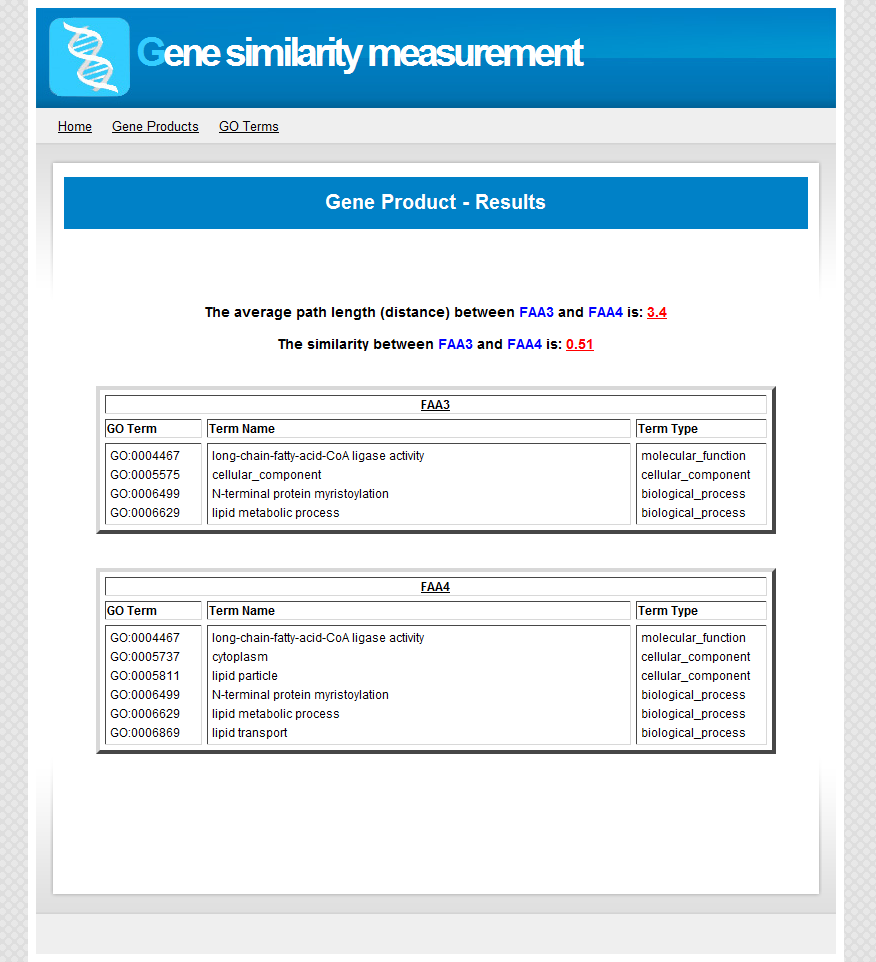 Gene similarity measurement
Home Gene Products GO Terms
Gene Product - Results
The average path length (distance) between FAA3 and FAA4 is: 3.4
The similarity between FAA3 and FAA4 is: 0.51
FAA3
GO Term Term Name Term Type
GO:0004467 long-chain-fatty-acid-CoA ligase activity molecular_function
GO:0005575 cellular_component cellular_component
GO:0006499 N-terminal protein myristoylation biological_process
GO:0006629 lipid metabolic process biological_process
FAA4
GO Term Term Name Term Type
GO:0004467 long-chain-fatty-acid-CoA ligase activity molecular_function
GO:0005737 cytoplasm cellular_component
GO:0005811 lipid particle cellular_component
GO:0006499 N-terminal protein myristoylation biological_process
GO:0006629 lipid metabolic process biological_process
GO:0006869 lipid transport biological_process